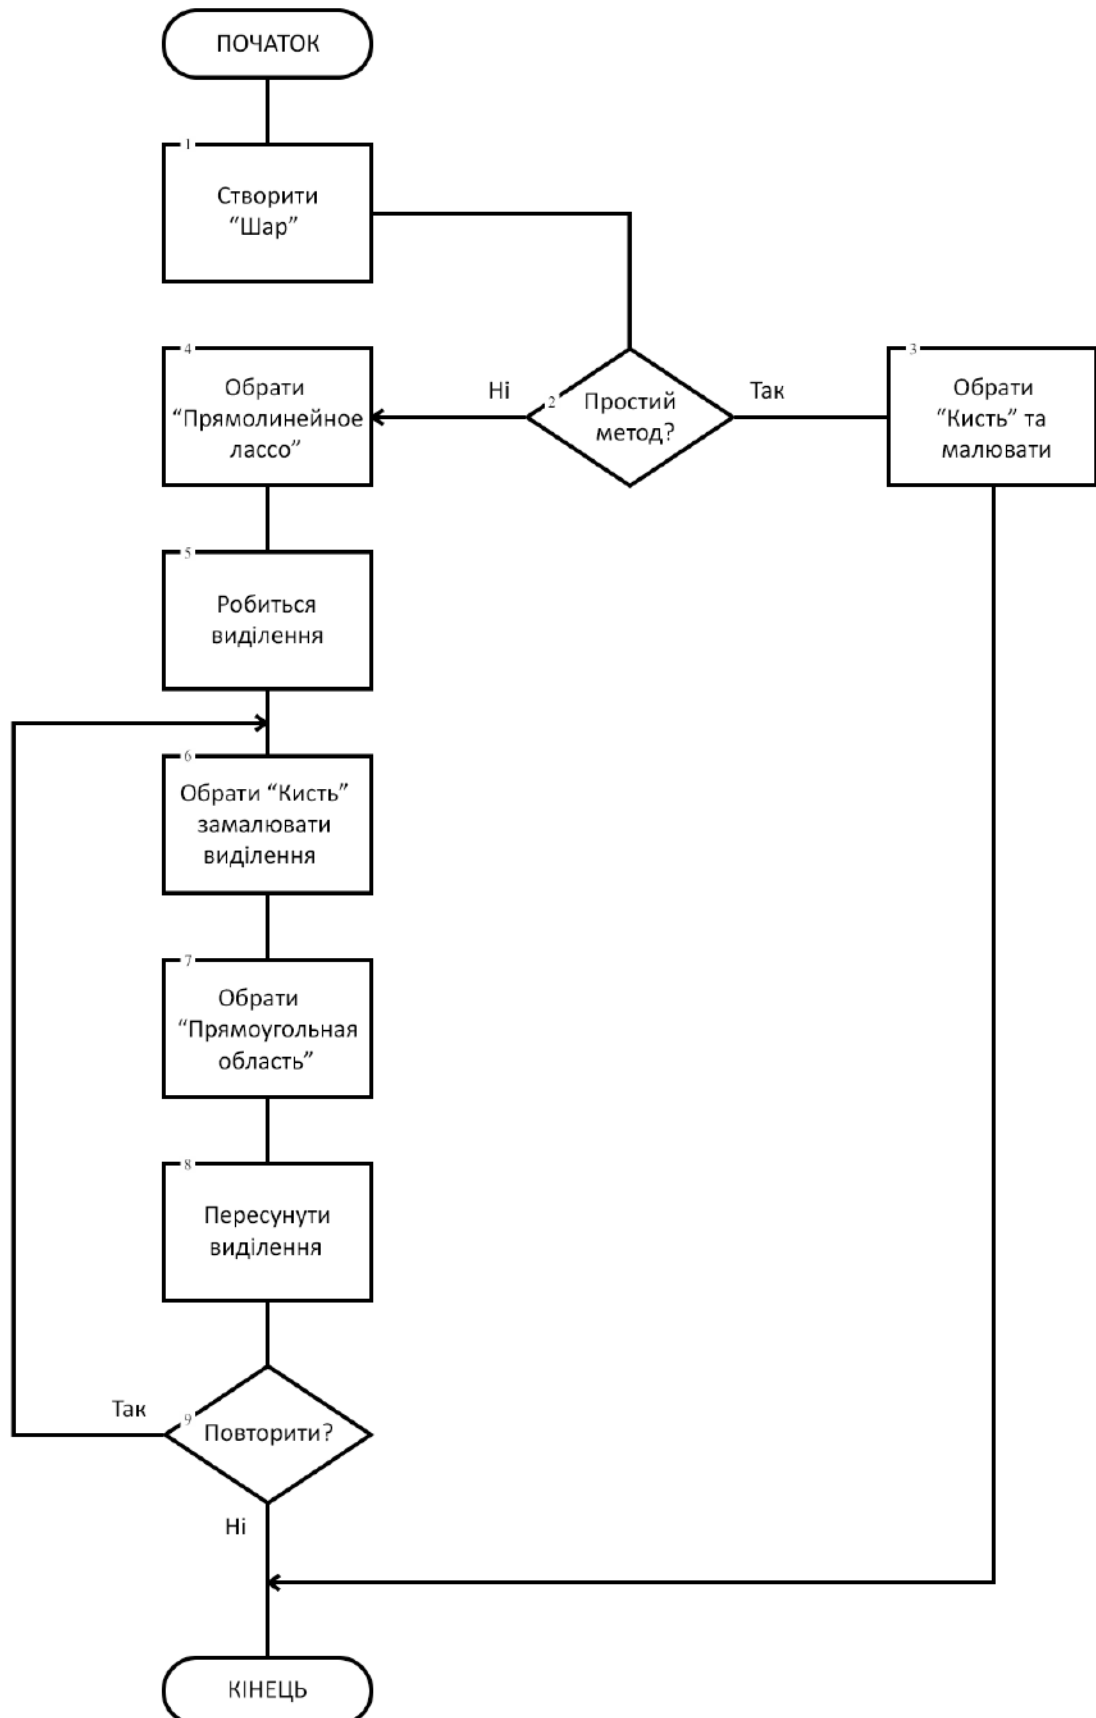 ПОЧАТОК
1
Створити
“Шар”
4
Обрати
“Прямолинейное
лассо”
Ні
2
Простий
метод?
Так
3
Обрати
“Кисть” та
малювати
5
Робиться
виділення
6
Обрати “Кисть”
замалювати
виділення
7
Обрати
“Прямоугольная
область”
8
Пересунути
виділення
Так
9
Повторити?
Ні
КІНЕЦЬ